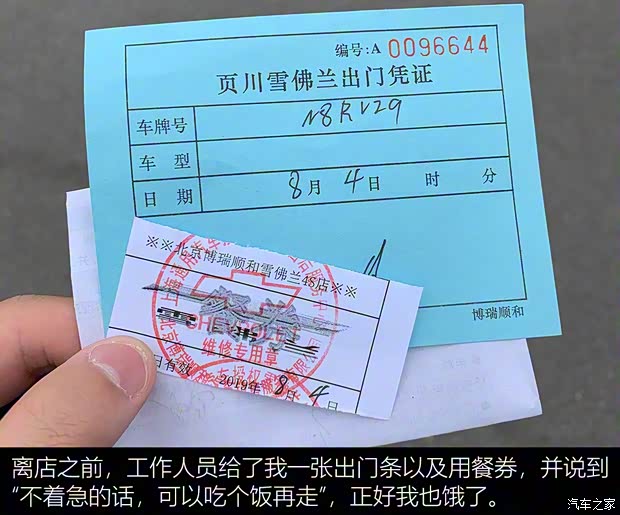 编号:A 0096644
页川雪佛兰出门凭证
车牌号 N8RV29
车 型
日 期 8月 4日 时 分
博瑞顺和
※※北京博瑞顺和雪佛兰4S店※※
CHEVROLET
维修专用章
日有效 2019年 8月 4日
离店之前，工作人员给了我一张出门条以及用餐券，并说到
“不着急的话，可以吃个饭再走”，正好我也饿了。
汽车之家